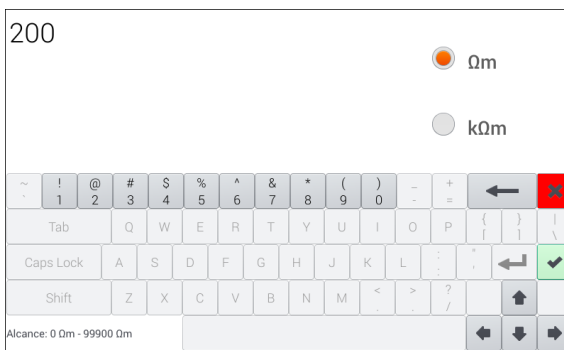 200
Ωm
kΩm
~ ! @ # $ % ^ & * ( ) _ +
` 1 2 3 4 5 6 7 8 9 0 - =
Tab Q W E R T Y U I O P { } |
[ ] \
Caps Lock A S D F G H J K L : "
; '
Shift Z X C V B N M < > ?
, . /
Alcance: 0 Ωm - 99900 Ωm